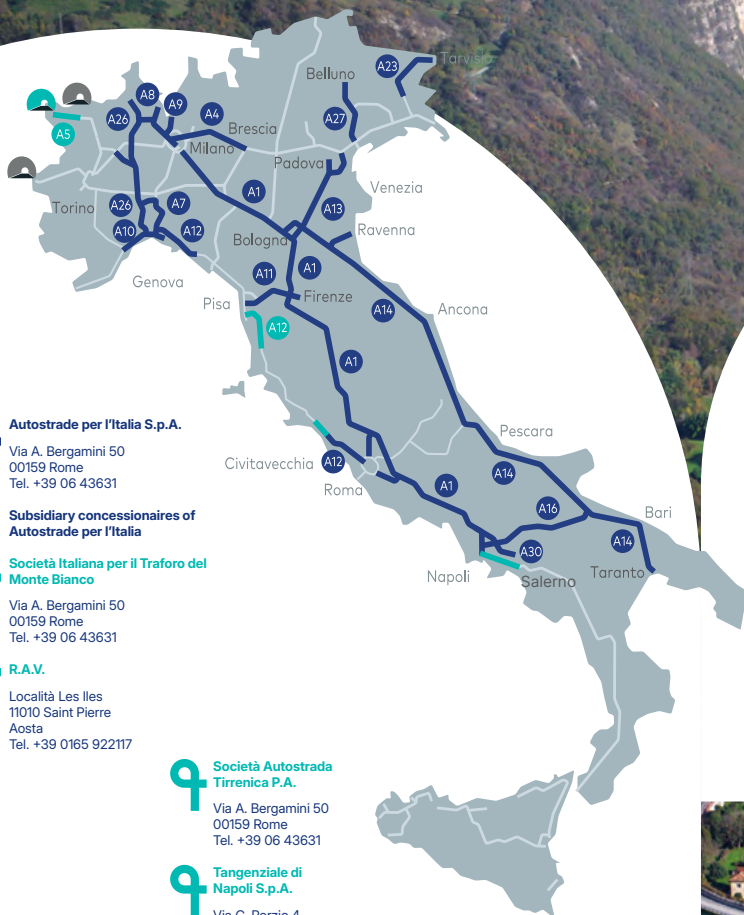 Tarvisio
A23
Belluno
A8
A9
A26
A4
Brescia
A27
A5
Milano
Padova
Venezia
Torino
A26
A7
A1
A13
A10
A12
Bologna
Ravenna
Genova
A11
A1
Pisa
Firenze
A14
Ancona
A12
A1
Pescara
Civitavecchia
A12
Roma
A1
A14
A16
Bari
A30
A14
Napoli
Salerno
Taranto
Autostrade per l'Italia S.p.A.
Via A. Bergamini 50
00159 Rome
Tel. +39 06 43631
Subsidiary concessionaires of
Autostrade per l'Italia
Società Italiana per il Traforo del
Monte Bianco
Via A. Bergamini 50
00159 Rome
Tel. +39 06 43631
R.A.V.
Località Les Iles
11010 Saint Pierre
Aosta
Tel. +39 0165 922117
Società Autostrada
Tirrenica P.A.
Via A. Bergamini 50
00159 Rome
Tel. +39 06 43631
Tangenziale di
Napoli S.p.A.
Via G. Porzio 4